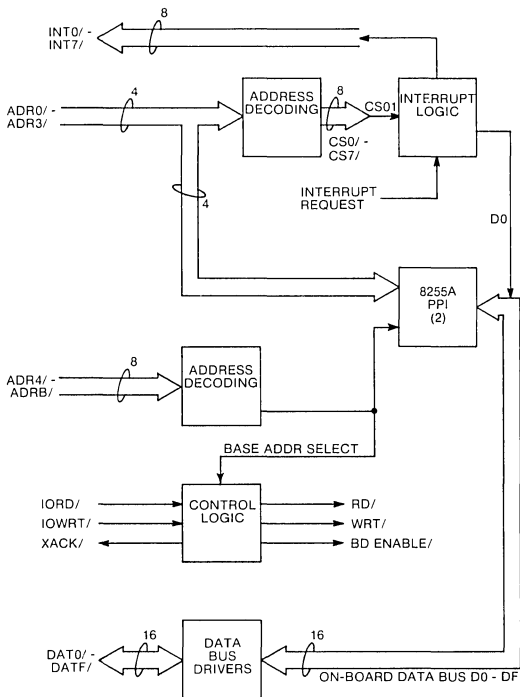 8
INT0/ -
INT7/
4
ADR0/ -
ADR3/
ADDRESS
DECODING
8
CS01
CS0/ -
CS7/
INTERRUPT
LOGIC
4
INTERRUPT
REQUEST
D0
8255A
PPI
(2)
8
ADR4/ -
ADRB/
ADDRESS
DECODING
BASE ADDR SELECT
IORD/
IOWRT/
XACK/
CONTROL
LOGIC
RD/
WRT/
BD ENABLE/
16
DAT0/ -
DATF/
DATA
BUS
DRIVERS
16
ON-BOARD DATA BUS D0 - DF